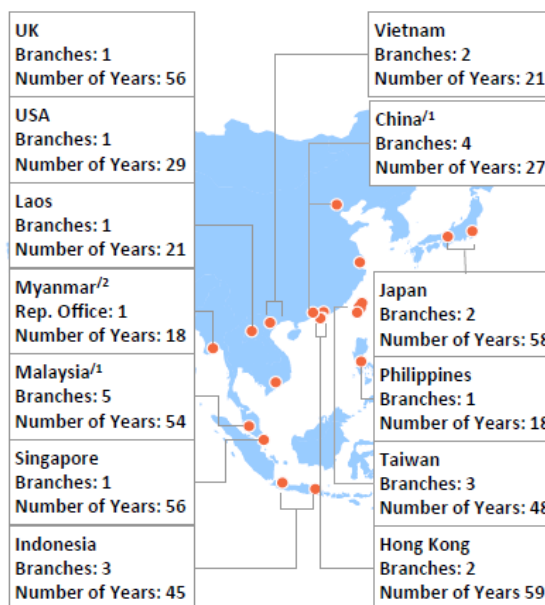 UK
Branches: 1
Number of Years: 56
USA
Branches: 1
Number of Years: 29
Laos
Branches: 1
Number of Years: 21
Myanmar/2
Rep. Office: 1
Number of Years: 18
Malaysia/1
Branches: 5
Number of Years: 54
Singapore
Branches: 1
Number of Years: 56
Indonesia
Branches: 3
Number of Years: 45
Vietnam
Branches: 2
Number of Years: 21
China/1
Branches: 4
Number of Years: 27
Japan
Branches: 2
Number of Years: 58
Philippines
Branches: 1
Number of Years: 18
Taiwan
Branches: 3
Number of Years: 48
Hong Kong
Branches: 2
Number of Years 59